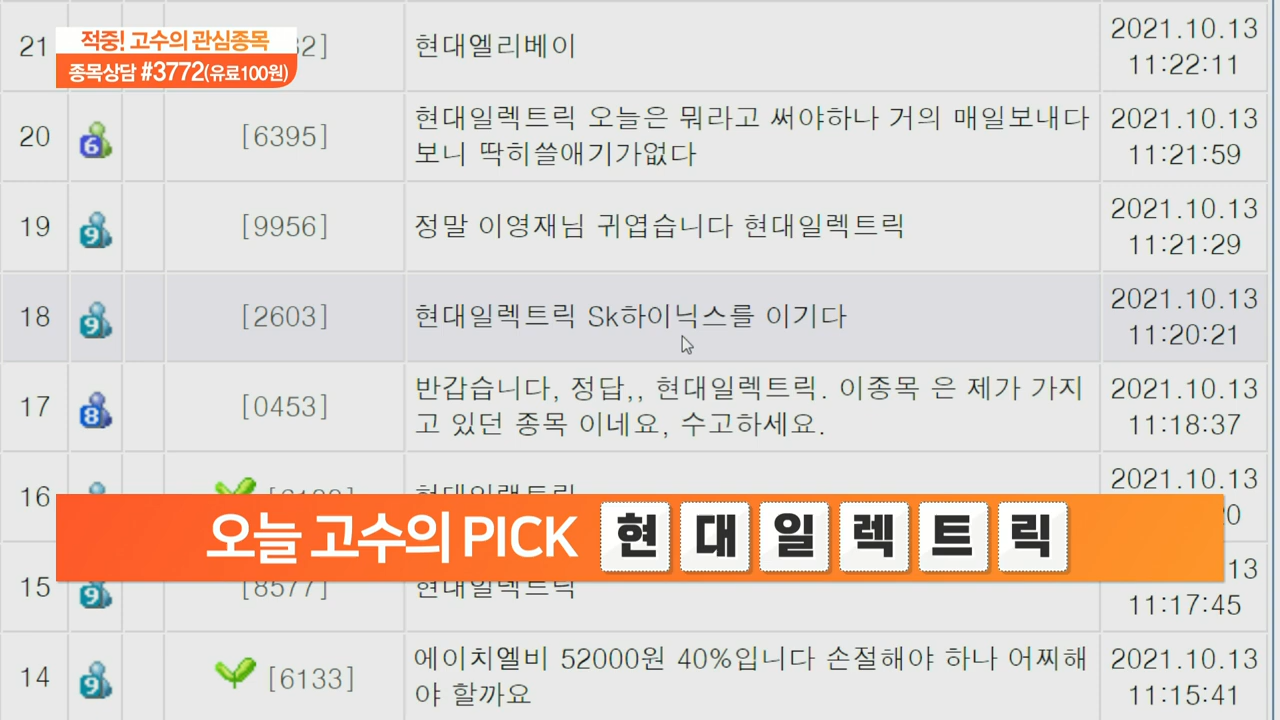 적중! 고수의 관심종목
종목상담 #3772(유료100원)
21
2]
현대엘리베이
2021.10.13
11:22:11
20
6
[6395]
현대일렉트릭 오늘은 뭐라고 써야하나 거의 매일보내다
보니 딱히쓸얘기가없다
2021.10.13
11:21:59
19
9
[9956]
정말 이영재님 귀엽습니다 현대일렉트릭
2021.10.13
11:21:29
18
9
[2603]
현대일렉트릭 Sk하이닉스를 이기다
2021.10.13
11:20:21
17
8
[0453]
반갑습니다, 정답,, 현대일렉트릭. 이종목 은 제가 가지
고 있던 종목 이네요, 수고하세요.
2021.10.13
11:18:37
16
2021.10.13
0
오늘 고수의 PICK 현대일렉트릭
15
9
[8577]
현대일렉트릭
13
11:17:45
14
9
[6133]
에이치엘비 52000원 40%입니다 손절해야 하나 어찌해
야 할까요
2021.10.13
11:15:41